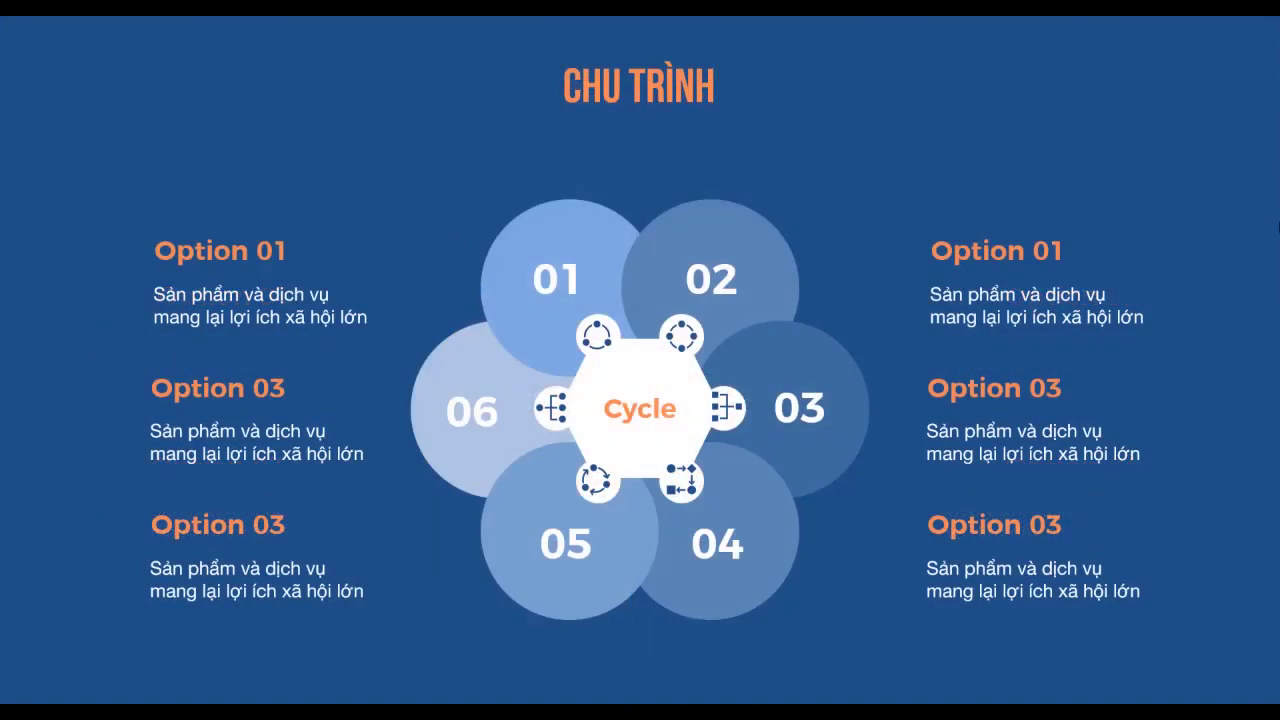 CHU TRÌNH
Option 01
Sản phẩm và dịch vụ
mang lại lợi ích xã hội lớn
Option 03
Sản phẩm và dịch vụ
mang lại lợi ích xã hội lớn
Option 03
Sản phẩm và dịch vụ
mang lại lợi ích xã hội lớn
01
02
03
04
05
06
Cycle
Option 01
Sản phẩm và dịch vụ
mang lại lợi ích xã hội lớn
Option 03
Sản phẩm và dịch vụ
mang lại lợi ích xã hội lớn
Option 03
Sản phẩm và dịch vụ
mang lại lợi ích xã hội lớn